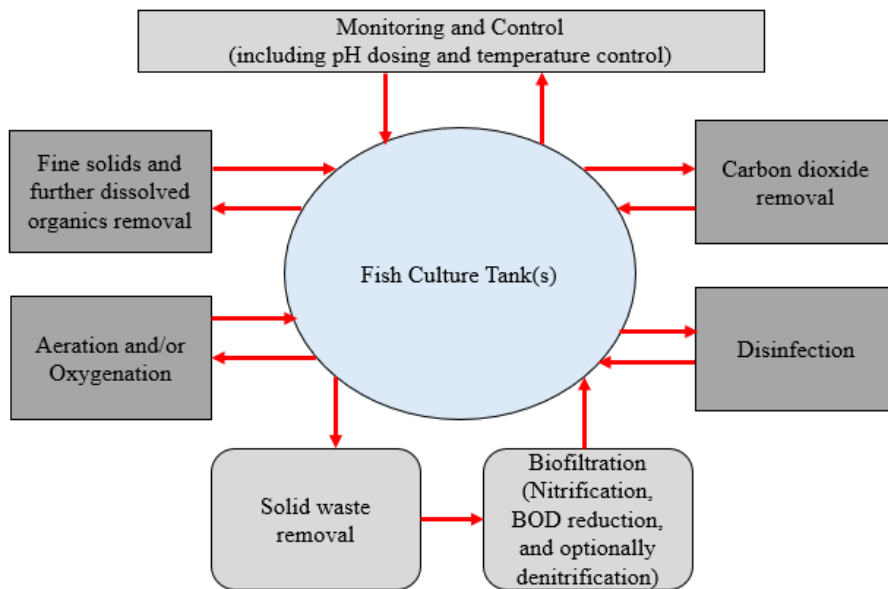 Monitoring and Control
(including pH dosing and temperature control)
Fine solids and
further dissolved
organics removal
Carbon dioxide
removal
Fish Culture Tank(s)
Aeration and/or
Oxygenation
Disinfection
Solid waste
removal
Biofiltration
(Nitrification,
BOD reduction,
and optionally
denitrification)